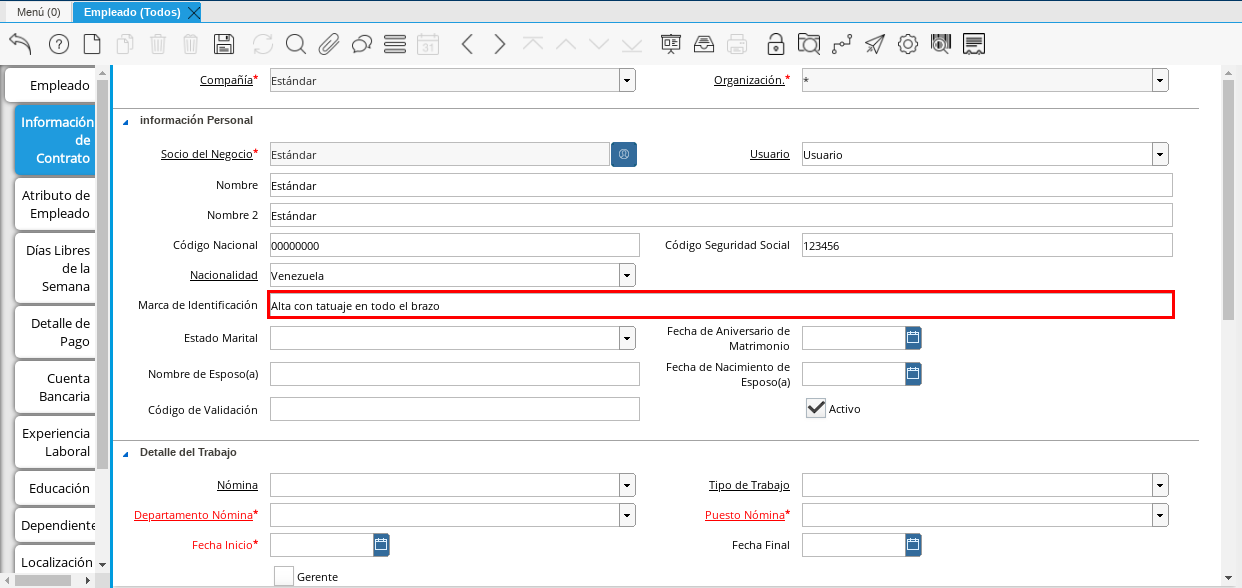 Menú (0)
Empleado (Todos)
31
Empleado
Información
de
Contrato
Atributo de
Empleado
Días Libres
de la
Semana
Detalle de
Pago
Cuenta
Bancaria
Experiencia
Laboral
Educación
Dependiente
Localización
Compañía* Estándar Organización.* *
información Personal
Socio del Negocio* Estándar Usuario Usuario
Nombre Estándar
Nombre 2 Estándar
Código Nacional 00000000 Código Seguridad Social 123456
Nacionalidad Venezuela
Marca de Identificación Alta con tatuaje en todo el brazo
Estado Marital Fecha de Aniversario de
Matrimonio
Nombre de Esposo(a) Fecha de Nacimiento de
Esposo(a)
Código de Validación Activo
Detalle del Trabajo
Nómina Tipo de Trabajo
Departamento Nómina* Puesto Nómina*
Fecha Inicio* Fecha Final
Gerente